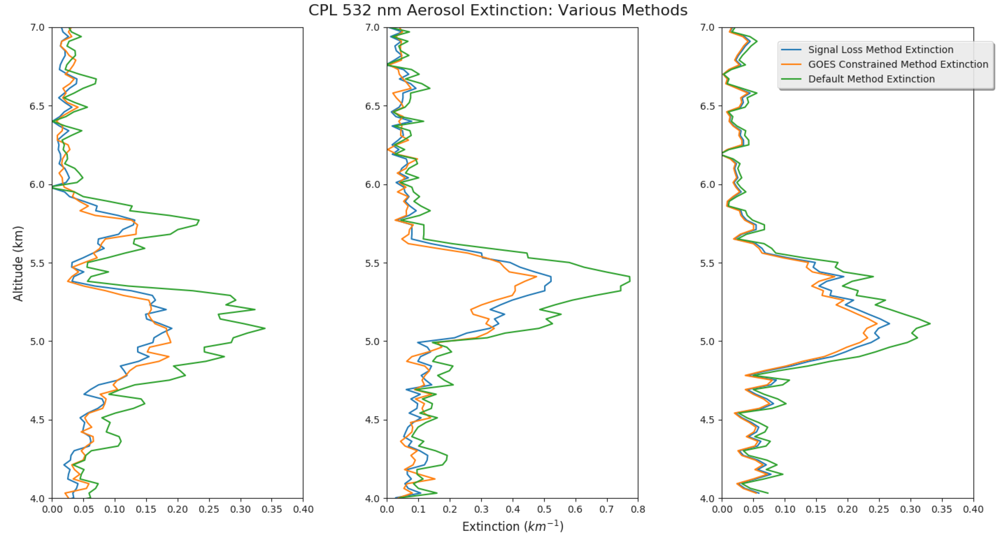 CPL 532 nm Aerosol Extinction: Various Methods
Altitude (km)
7.0
6.5
6.0
5.5
5.0
4.5
4.0
0.00 0.05 0.10 0.15 0.20 0.25 0.30 0.35 0.40
7.0
6.5
6.0
5.5
5.0
4.5
4.0
0.0 0.1 0.2 0.3 0.4 0.5 0.6 0.7 0.8
Extinction (km⁻¹)
7.0
6.5
6.0
5.5
5.0
4.5
4.0
0.00 0.05 0.10 0.15 0.20 0.25 0.30 0.35 0.40
Signal Loss Method Extinction
GOES Constrained Method Extinction
Default Method Extinction